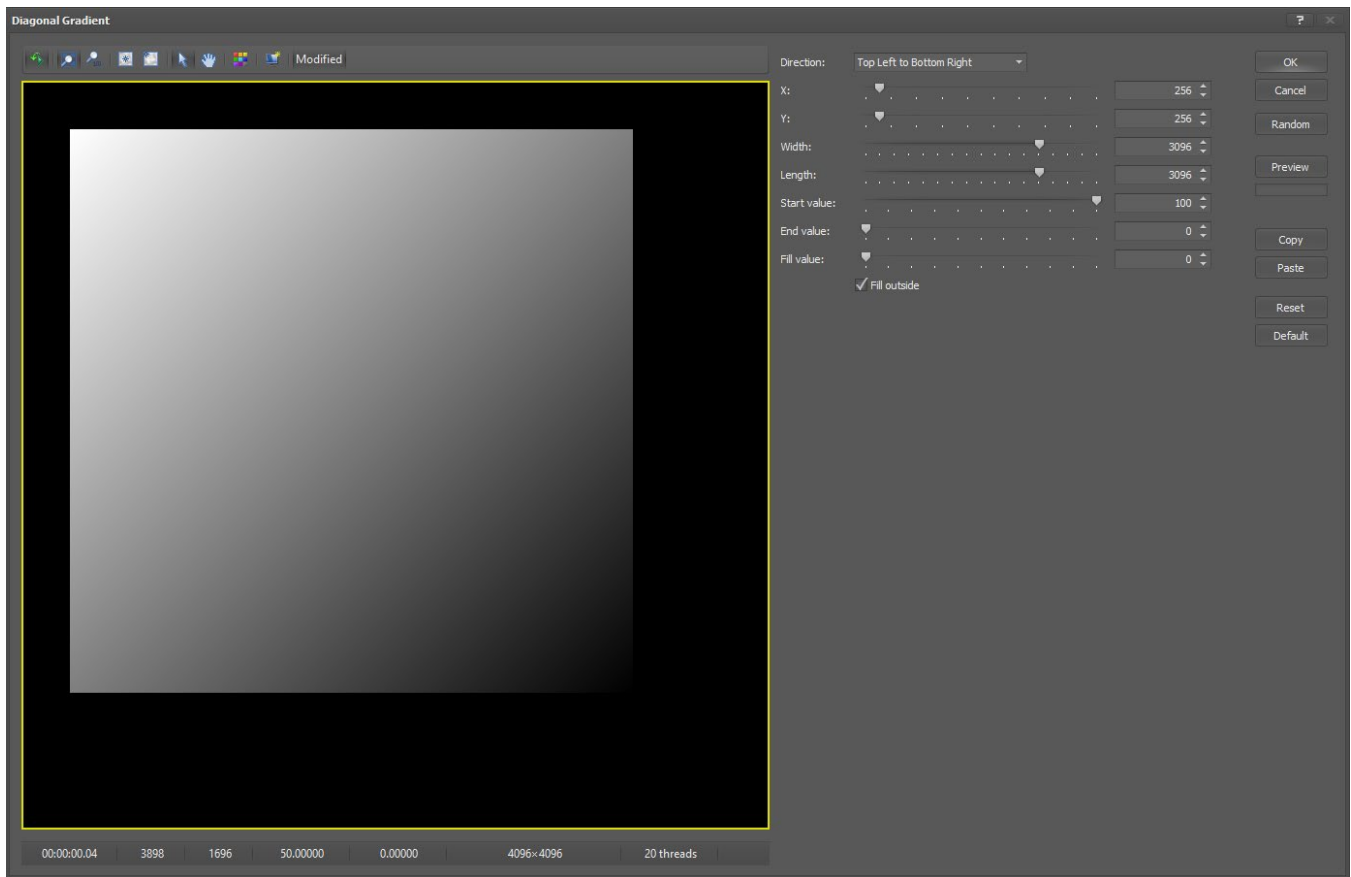 Diagonal Gradient
?
Modified
Direction: Top Left to Bottom Right
X: 256
Y: 256
Width: 3096
Length: 3096
Start value: 100
End value: 0
Fill value: 0
Fill outside
OK
Cancel
Random
Preview
Copy
Paste
Reset
Default
00:00:00.04 3898 1696 50.00000 0.00000 4096×4096 20 threads